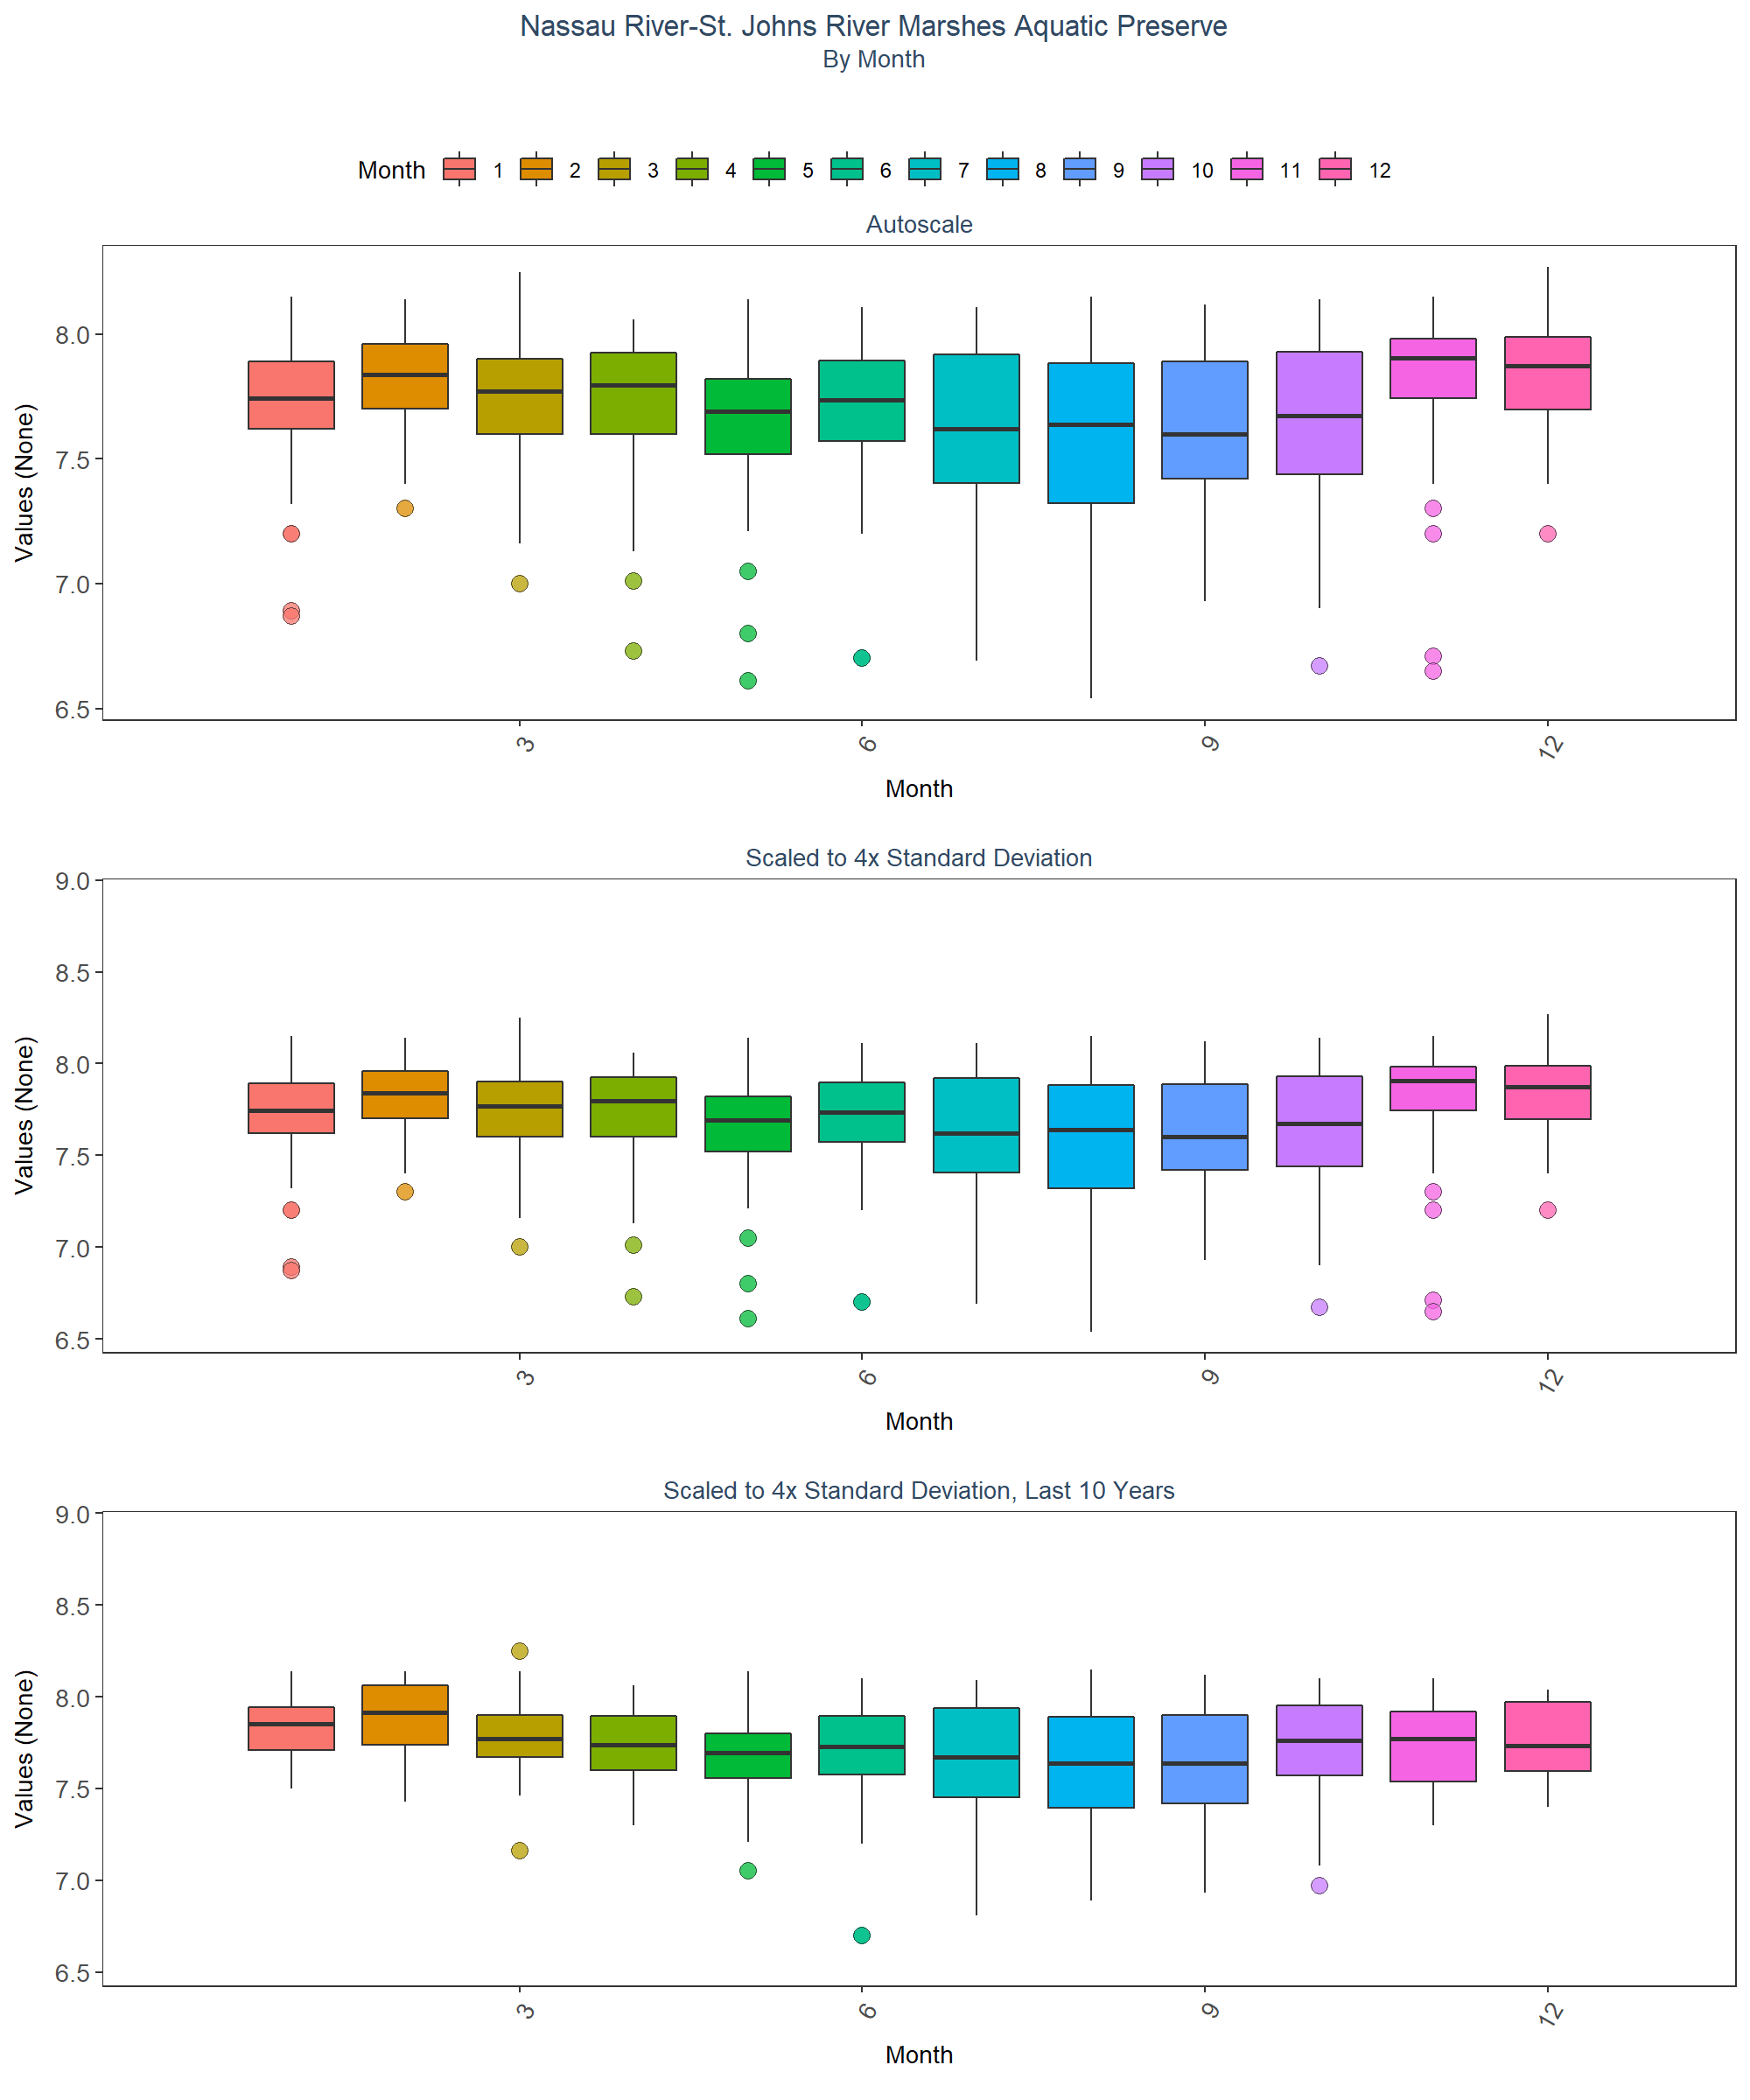 Nassau River-St. Johns River Marshes Aquatic Preserve
By Month
Month 1 2 3 4 5 6 7 8 9 10 11 12
Autoscale
Values (None)
8.0
7.5
7.0
6.5
3 6 9 12
Month
Scaled to 4x Standard Deviation
Values (None)
9.0
8.5
8.0
7.5
7.0
6.5
3 6 9 12
Month
Scaled to 4x Standard Deviation, Last 10 Years
Values (None)
9.0
8.5
8.0
7.5
7.0
6.5
3 6 9 12
Month